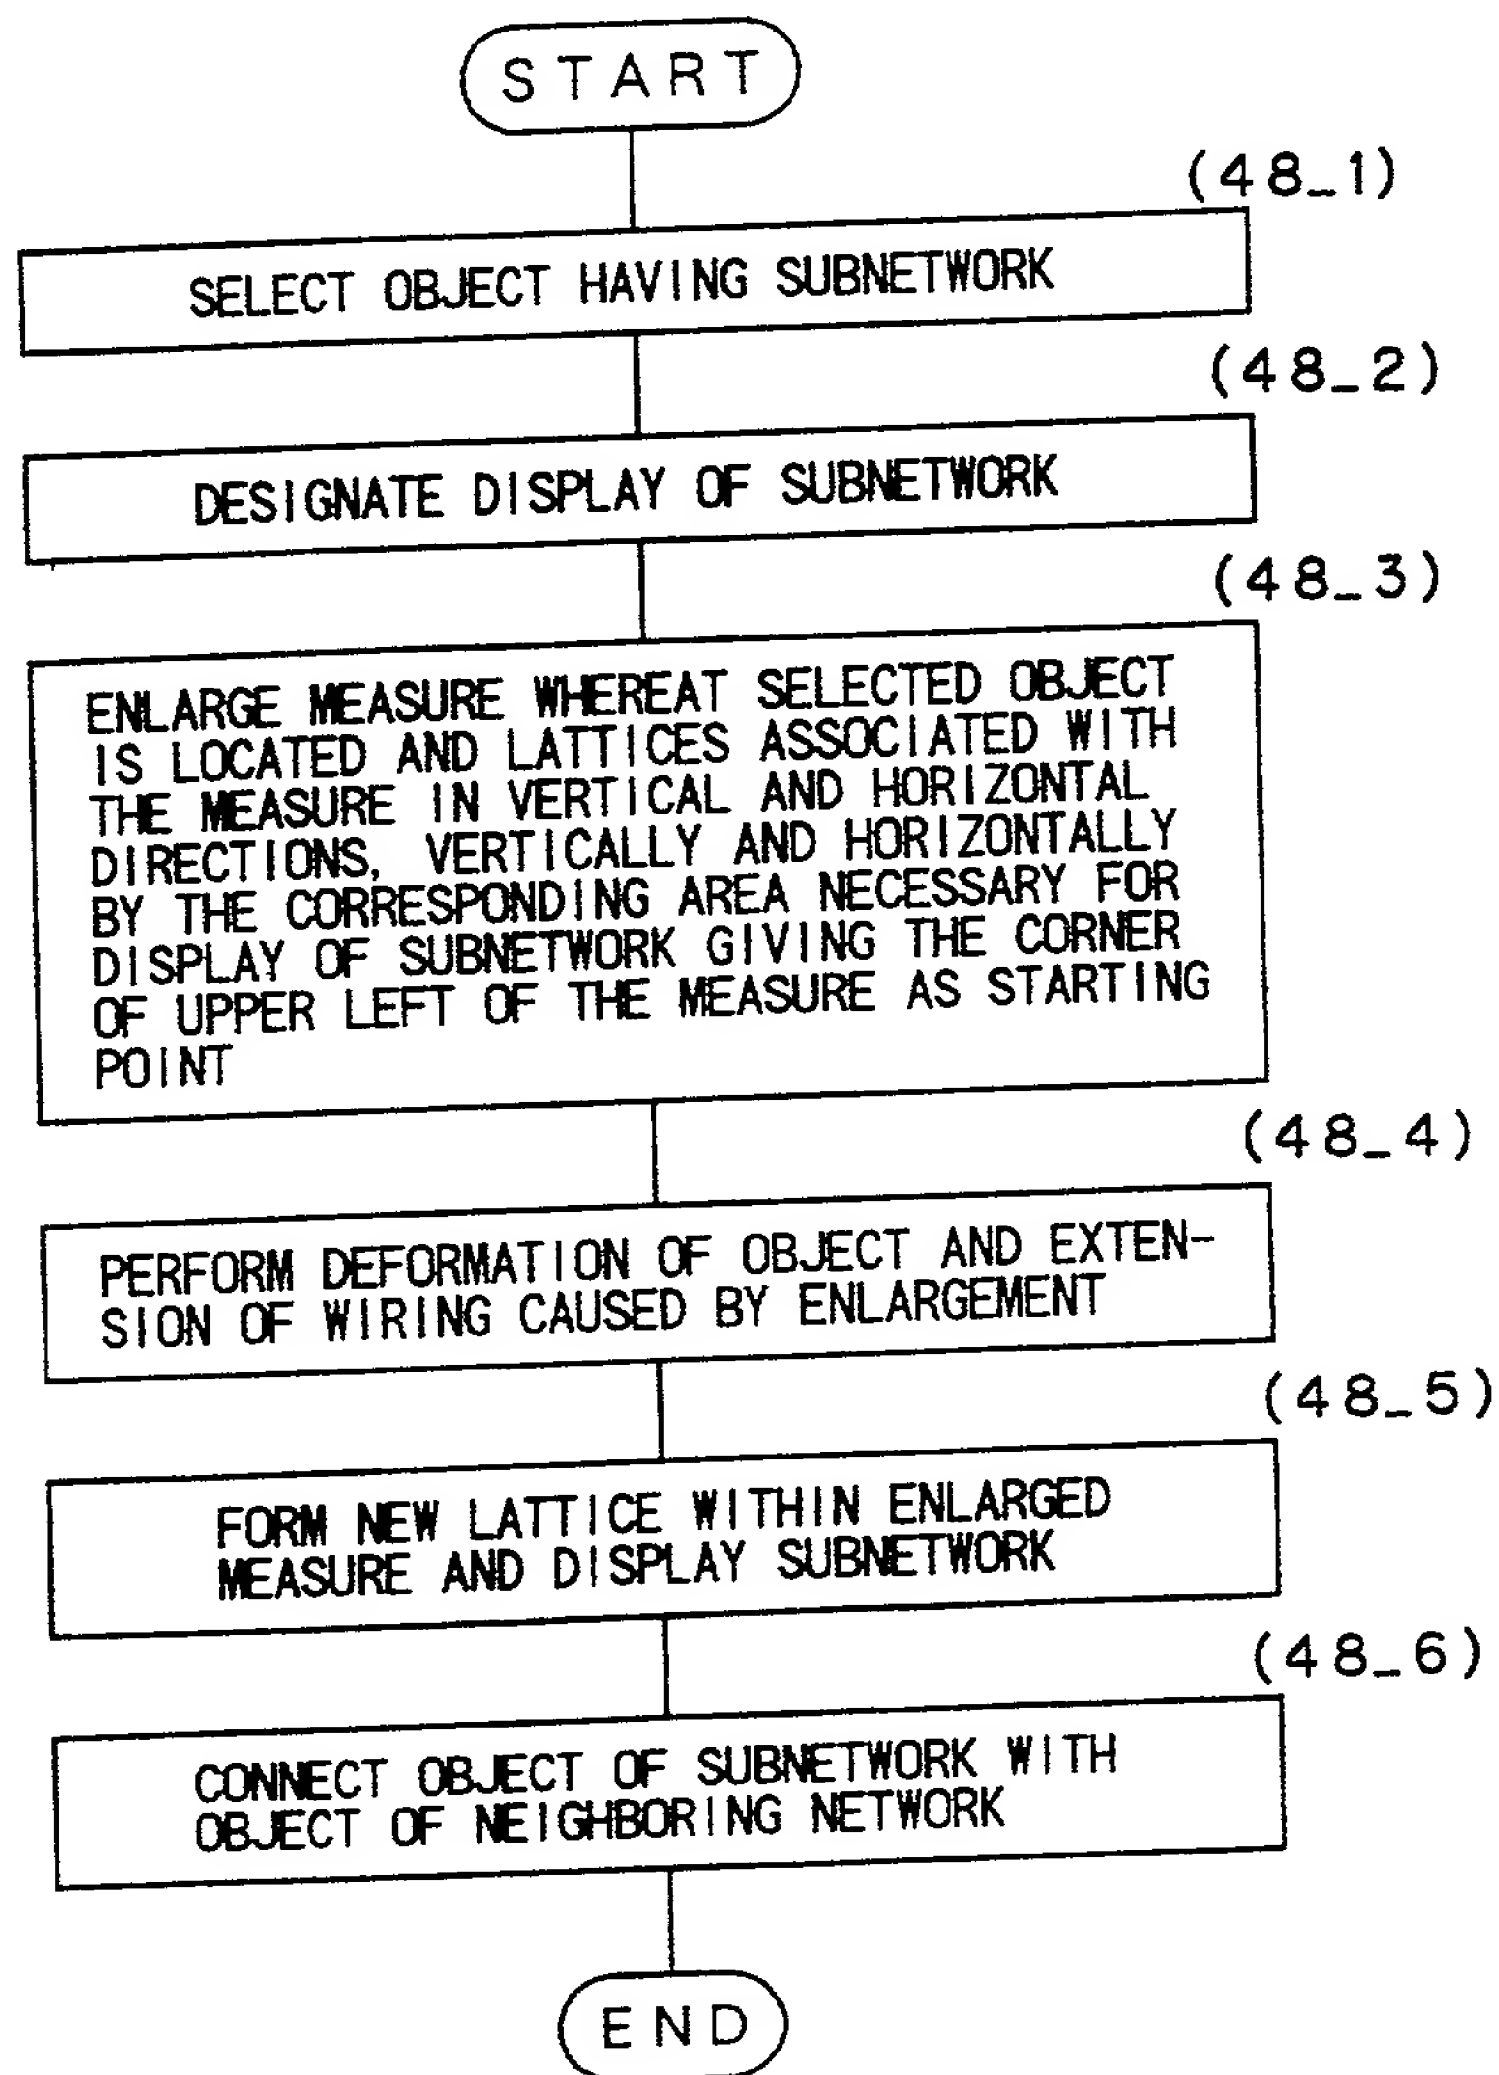 START
(48_1)
SELECT OBJECT HAVING SUBNETWORK
(48_2)
DESIGNATE DISPLAY OF SUBNETWORK
(48_3)
ENLARGE MEASURE WHEREAT SELECTED OBJECT
IS LOCATED AND LATTICES ASSOCIATED WITH
THE MEASURE IN VERTICAL AND HORIZONTAL
DIRECTIONS, VERTICALLY AND HORIZONTALLY
BY THE CORRESPONDING AREA NECESSARY FOR
DISPLAY OF SUBNETWORK GIVING THE CORNER
OF UPPER LEFT OF THE MEASURE AS STARTING
POINT
(48_4)
PERFORM DEFORMATION OF OBJECT AND EXTEN-
SION OF WIRING CAUSED BY ENLARGEMENT
(48_5)
FORM NEW LATTICE WITHIN ENLARGED
MEASURE AND DISPLAY SUBNETWORK
(48_6)
CONNECT OBJECT OF SUBNETWORK WITH
OBJECT OF NEIGHBORING NETWORK
END